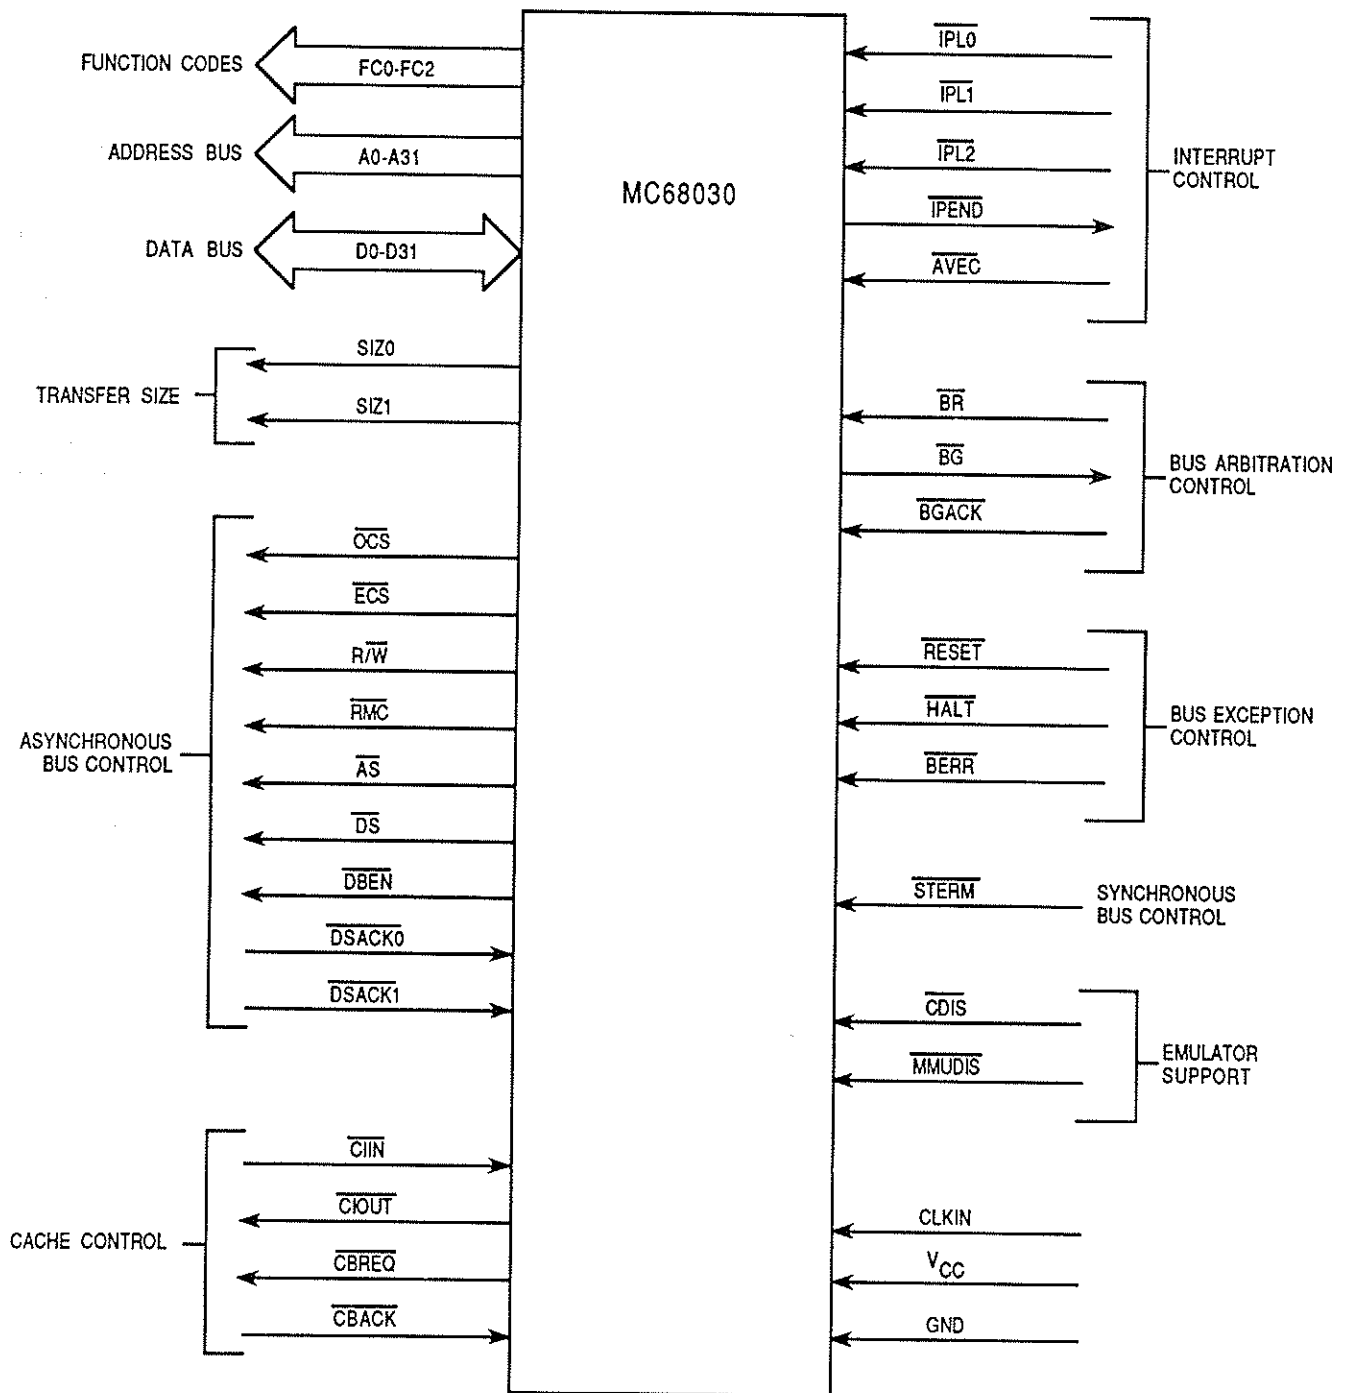 FUNCTION CODES
FC0-FC2
ADDRESS BUS
A0-A31
DATA BUS
D0-D31
TRANSFER SIZE
SIZ0
SIZ1
ASYNCHRONOUS
BUS CONTROL
OCS
ECS
R/W
RMC
AS
DS
DBEN
DSACK0
DSACK1
CACHE CONTROL
CIIN
CIOUT
CBREQ
CBACK
MC68030
IPL0
IPL1
IPL2
IPEND
AVEC
INTERRUPT
CONTROL
BR
BG
BGACK
BUS ARBITRATION
CONTROL
RESET
HALT
BERR
BUS EXCEPTION
CONTROL
STERM
SYNCHRONOUS
BUS CONTROL
CDIS
MMUDIS
EMULATOR
SUPPORT
CLKIN
VCC
GND